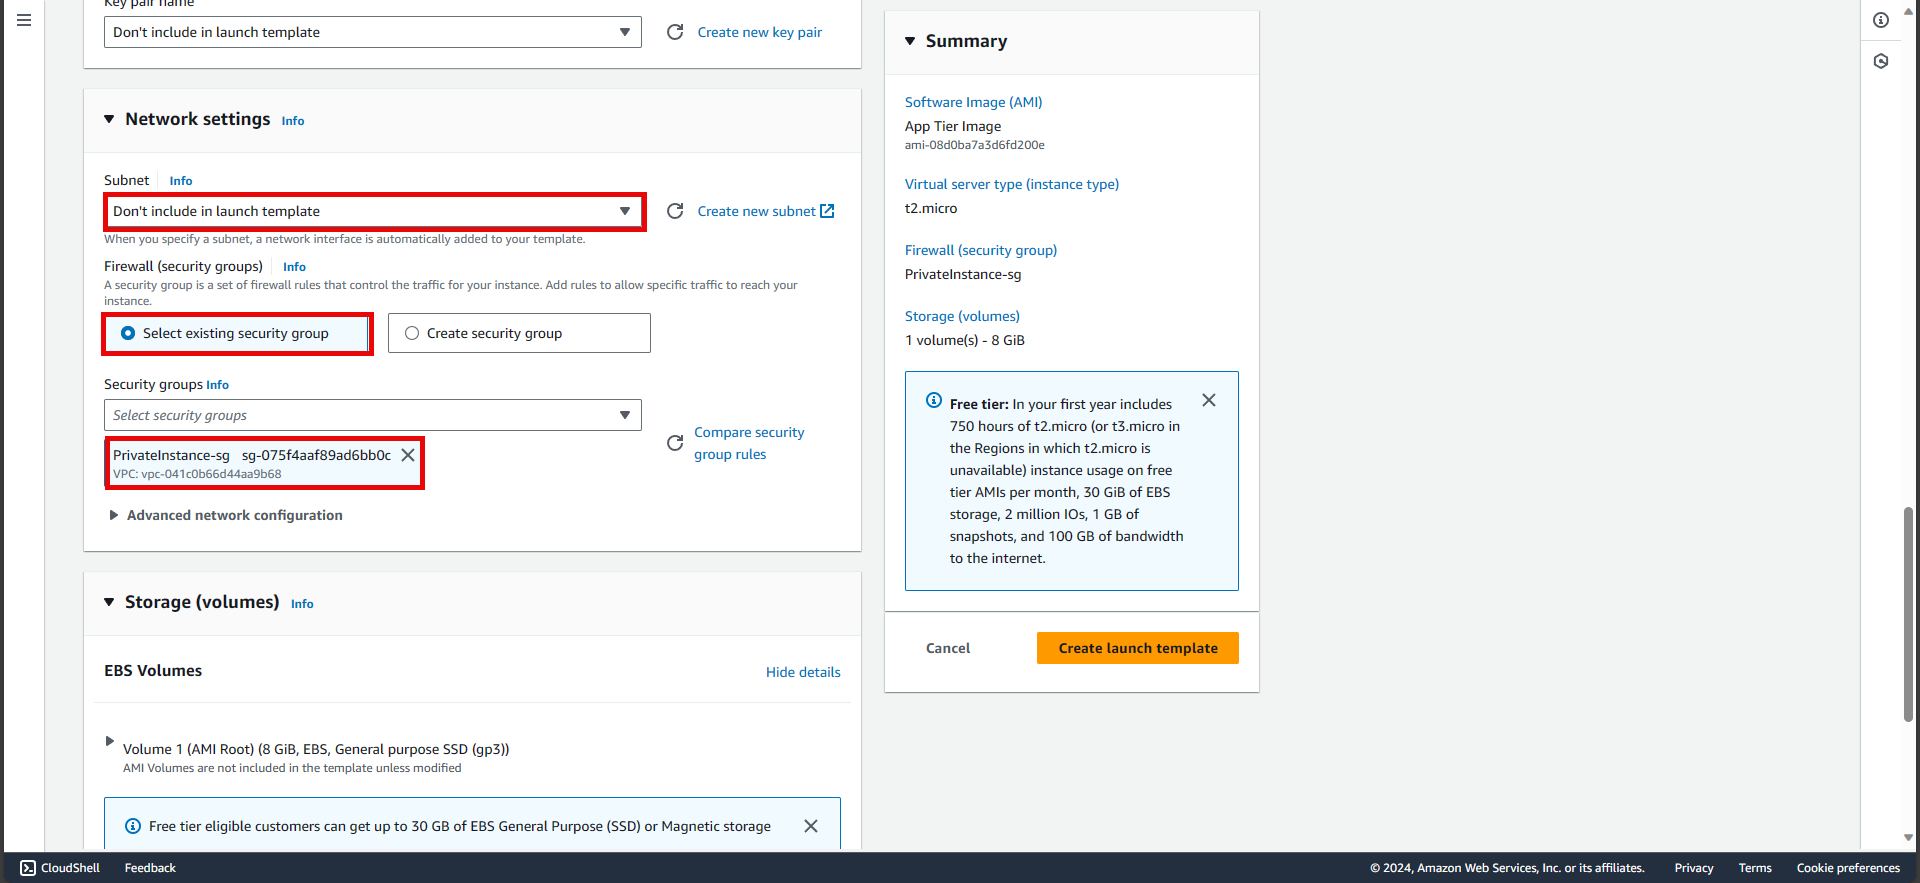 Key pair name
Don't include in launch template
Create new key pair
Network settings Info
Subnet Info
Don't include in launch template
Create new subnet
When you specify a subnet, a network interface is automatically added to your template.
Firewall (security groups) Info
A security group is a set of firewall rules that control the traffic for your instance. Add rules to allow specific traffic to reach your
instance.
Select existing security group
Create security group
Security groups Info
Select security groups
Compare security
group rules
PrivateInstance-sg sg-075f4aaf89ad6bb0c
VPC: vpc-041c0b66d44aa9b68
Advanced network configuration
Storage (volumes) Info
EBS Volumes
Hide details
Volume 1 (AMI Root) (8 GiB, EBS, General purpose SSD (gp3))
AMI Volumes are not included in the template unless modified
Free tier eligible customers can get up to 30 GB of EBS General Purpose (SSD) or Magnetic storage
Summary
Software Image (AMI)
App Tier Image
ami-08d0ba7a3d6fd200e
Virtual server type (instance type)
t2.micro
Firewall (security group)
PrivateInstance-sg
Storage (volumes)
1 volume(s) - 8 GiB
Free tier: In your first year includes
750 hours of t2.micro (or t3.micro in
the Regions in which t2.micro is
unavailable) instance usage on free
tier AMIs per month, 30 GiB of EBS
storage, 2 million IOs, 1 GB of
snapshots, and 100 GB of bandwidth
to the internet.
Cancel
Create launch template
CloudShell
Feedback
© 2024, Amazon Web Services, Inc. or its affiliates.
Privacy
Terms
Cookie preferences